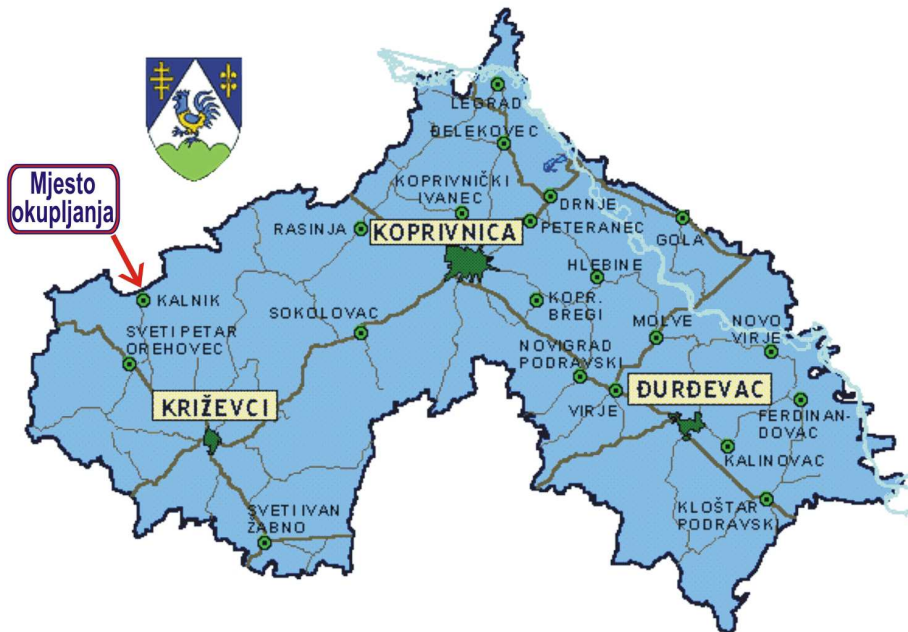 LEGRAD
ĐELEKOVEC
KOPRIVNIČKI
IVANEC
DRNJE
Mjesto
okupljanja
RASINJA
KOPRIVNICA
PETERANEC
GOLA
HLEBINE
KALNIK
SOKOLOVAC
KOPR.
BREGI
SVETI PETAR
OREHOVEC
MOLVE
NOVO
VIRJE
NOVIGRAD
PODRAVSKI
KRIŽEVCI
VIRJE
ĐURĐEVAC
FERDINAN-
DOVAC
KALINOVAC
SVETI IVAN
ŽABNO
KLOŠTAR
PODRAVSKI